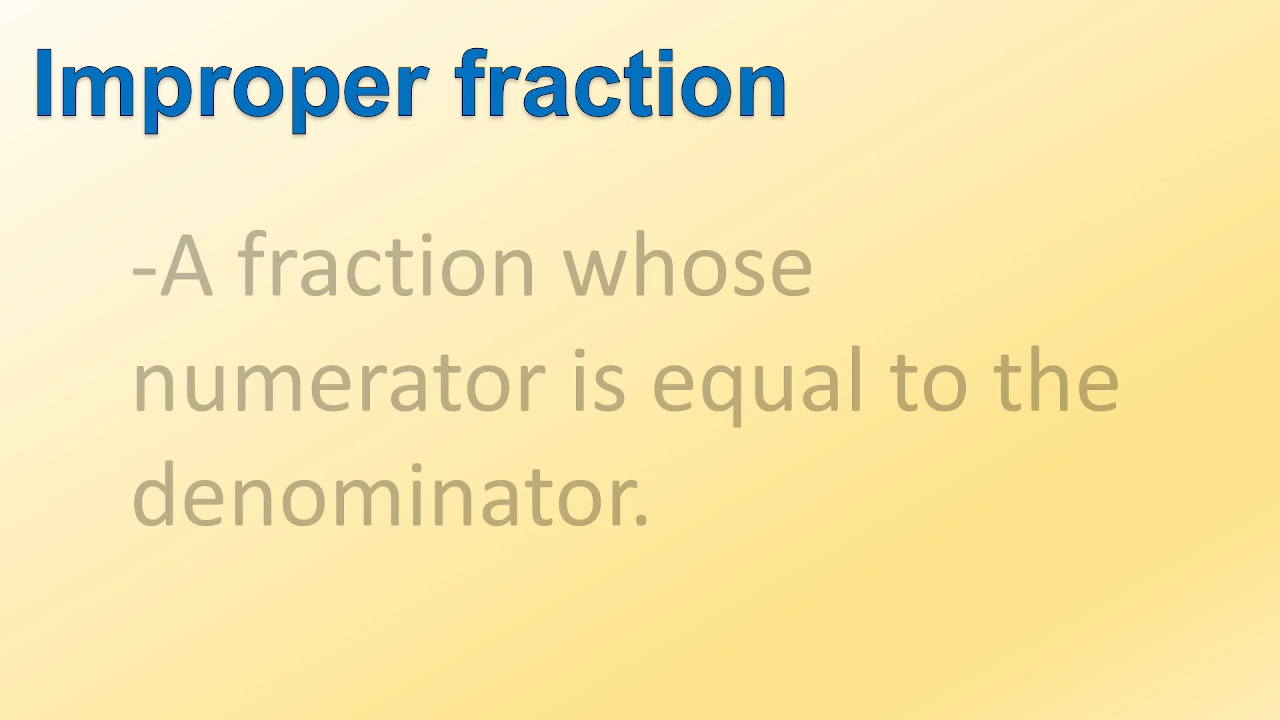 Improper fraction
-A fraction whose
numerator is equal to the
denominator.